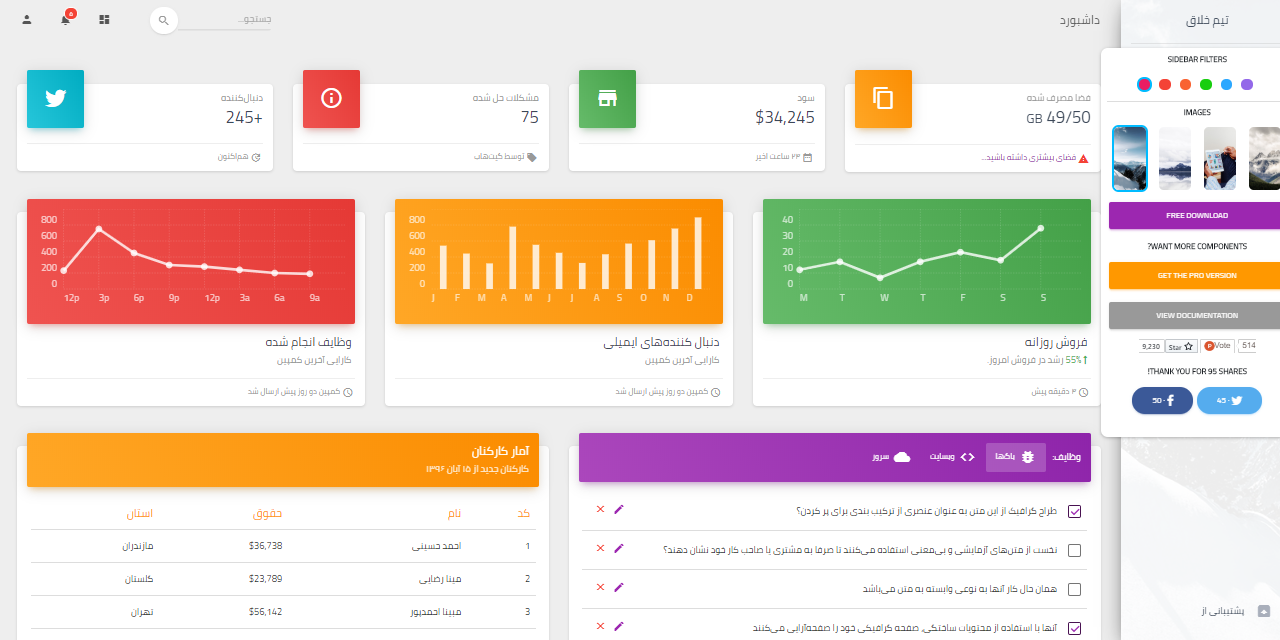 تیم خلاق
داشبورد
جستجو...
۵
SIDEBAR FILTERS
IMAGES
FREE DOWNLOAD
?WANT MORE COMPONENTS
GET THE PRO VERSION
VIEW DOCUMENTATION
9,230
Star
Vote
514
!THANK YOU FOR 95 SHARES
50 ·
45 ·
پشتیبانی از
فضا مصرف شده
49/50 GB
فضای بیشتری داشته باشید...
سود
$34,245
۲۴ ساعت اخیر
مشکلات حل شده
75
توسط گیت‌هاب
دنبال‌کننده
245+
هم‌اکنون
40
30
20
10
0
M T W T F S S
فروش روزانه
55% رشد در فروش امروز.
۴ دقیقه پیش
800
600
400
200
0
J F M A M J J A S O N D
دنبال کننده‌های ایمیلی
کارایی آخرین کمپین
کمپین دو روز پیش ارسال شد
800
600
400
200
0
12p 3p 6p 9p 12p 3a 6a 9a
وظایف انجام شده
کارایی آخرین کمپین
کمپین دو روز پیش ارسال شد
وظایف:
باگ‌ها
وبسایت
سرور
طراح گرافیک از این متن به عنوان عنصری از ترکیب بندی برای پر کردن؟
نخست از متن‌های آزمایشی و بی‌معنی استفاده می‌کنند تا صرفا به مشتری یا صاحب کار خود نشان دهند؟
همان حال کار آنها به نوعی وابسته به متن می‌باشد
آنها با استفاده از محتویات ساختگی، صفحه گرافیکی خود را صفحه‌آرایی می‌کنند
آمار کارکنان
کارکنان جدید از ۱۵ آبان ۱۳۹۶
کد نام حقوق استان
1 احمد حسینی $36,738 مازندران
2 مینا رضایی $23,789 گلستان
3 مبینا احمدپور $56,142 تهران